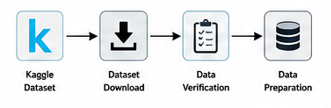 k
Kaggle
Dataset
Dataset
Download
Data
Verification
Data
Preparation